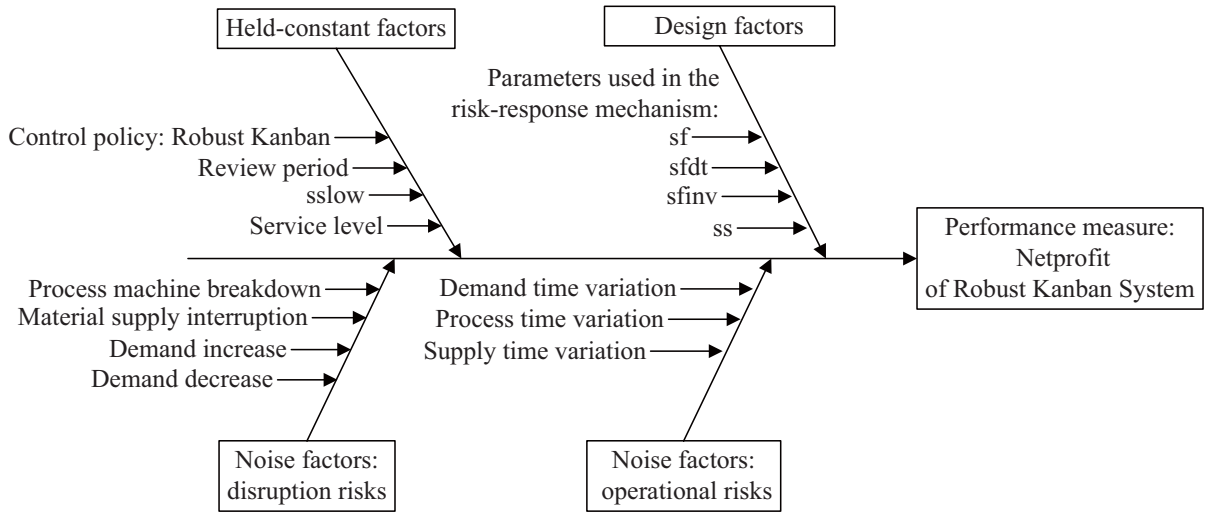 Held-constant factors
Control policy: Robust Kanban
Review period
sslow
Service level
Design factors
Parameters used in the
risk-response mechanism:
sf
sfdt
sfinv
ss
Performance measure:
Netprofit
of Robust Kanban System
Process machine breakdown
Material supply interruption
Demand increase
Demand decrease
Noise factors:
disruption risks
Demand time variation
Process time variation
Supply time variation
Noise factors:
operational risks